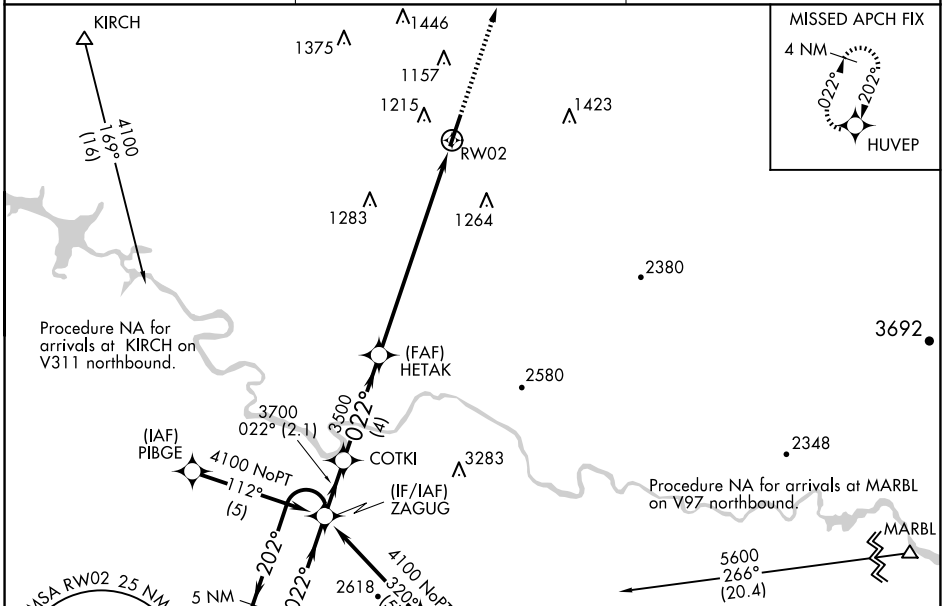 KIRCH
1446
1375
1157
1215
1423
MISSED APCH FIX
4 NM
022°
202°
HUVEP
4100
169°
(16)
RW02
1283
1264
2380
Procedure NA for
arrivals at KIRCH on
V311 northbound.
3692
(FAF)
HETAK
2580
3700
022° (2.1)
3500
022°
(4)
(IAF)
PIBGE
4100 NoPT
112°
(5)
COTKI
3283
2348
(IF/IAF)
ZAGUG
Procedure NA for arrivals at MARBL
on V97 northbound.
MARBL
202°
022°
4100 NoPT
320°
2618
5600
266°
(20.4)
MSA RW02 25 NM
5 NM